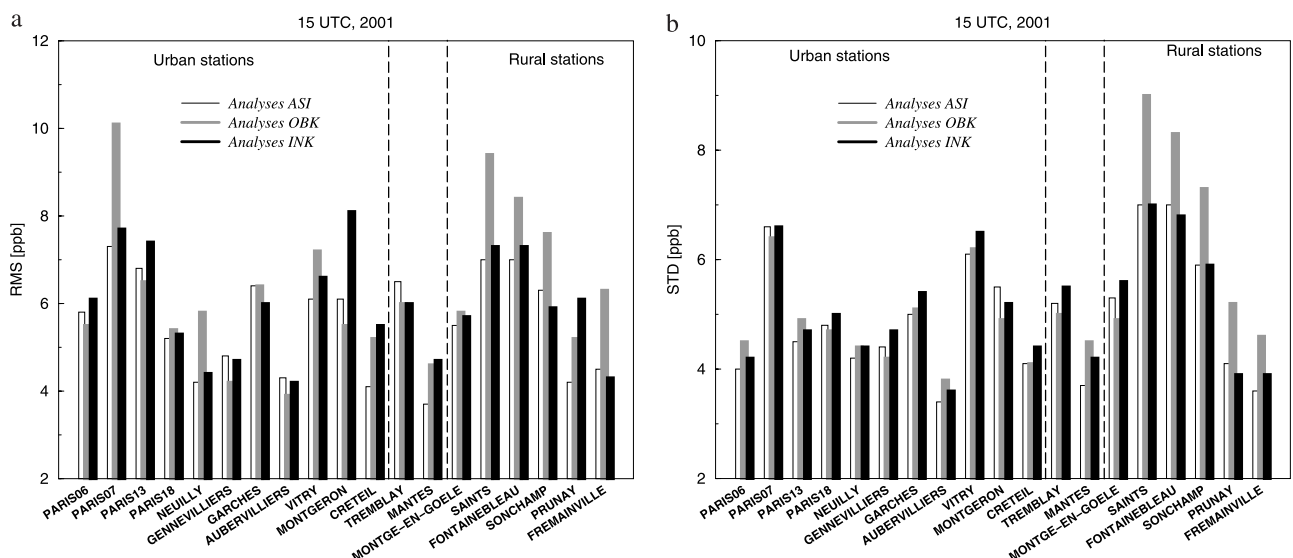 a
15 UTC, 2001
12
10
8
6
4
2
RMS [ppb]
Urban stations
Rural stations
Analyses ASI
Analyses OBK
Analyses INK
PARIS06
PARIS07
PARIS13
PARIS18
NEUILLY
GENNEVILLIERS
GARCHES
AUBERVILLIERS
VITRY
MONTGERON
CRETEIL
TREMBLAY
MANTES
MONTGE-EN-GOELE
SAINTS
FONTAINEBLEAU
SONCHAMP
PRUNAY
FREMAINVILLE
b
15 UTC, 2001
10
8
6
4
2
STD [ppb]
Urban stations
Rural stations
Analyses ASI
Analyses OBK
Analyses INK
PARIS06
PARIS07
PARIS13
PARIS18
NEUILLY
GENNEVILLIERS
GARCHES
AUBERVILLIERS
VITRY
MONTGERON
CRETEIL
TREMBLAY
MANTES
MONTGE-EN-GOELE
SAINTS
FONTAINEBLEAU
SONCHAMP
PRUNAY
FREMAINVILLE